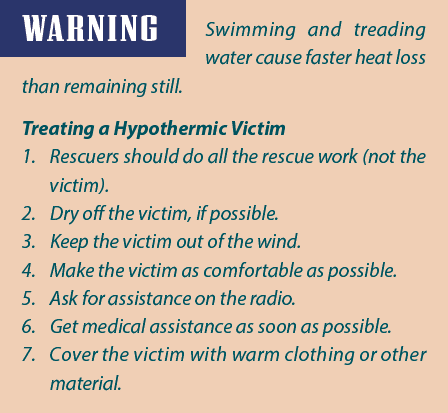 WARNING
Swimming and treading
water cause faster heat loss
than remaining still.
Treating a Hypothermic Victim
1. Rescuers should do all the rescue work (not the
victim).
2. Dry off the victim, if possible.
3. Keep the victim out of the wind.
4. Make the victim as comfortable as possible.
5. Ask for assistance on the radio.
6. Get medical assistance as soon as possible.
7. Cover the victim with warm clothing or other
material.